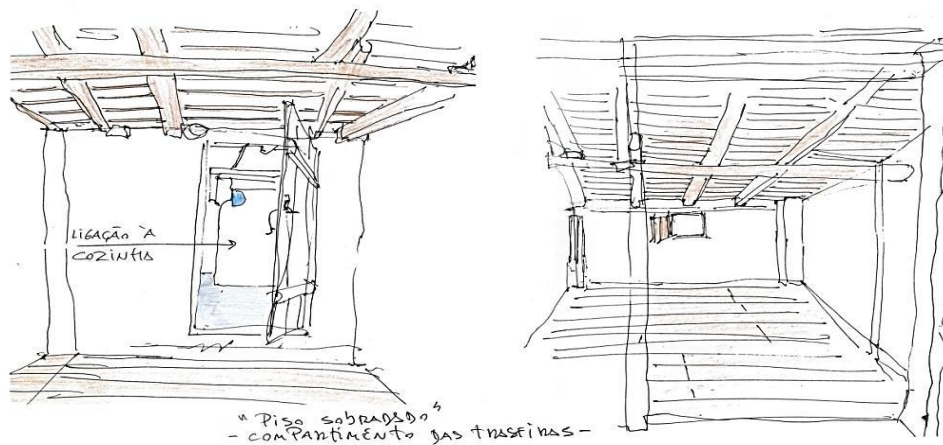 LIGAÇÃO À
COZINHA
"PISO SOBRADADO"
- COMPARTIMENTO DAS TRASEIRAS -